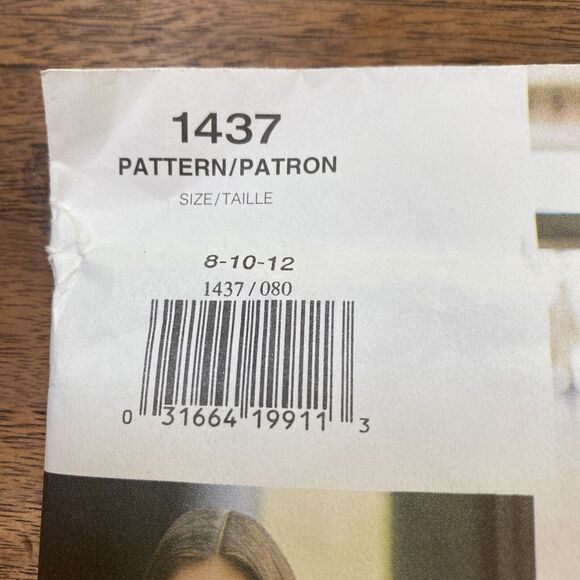 1437
PATTERN/PATRON
SIZE/TAILLE
8-10-12
1437/080
0 31664 19911 3